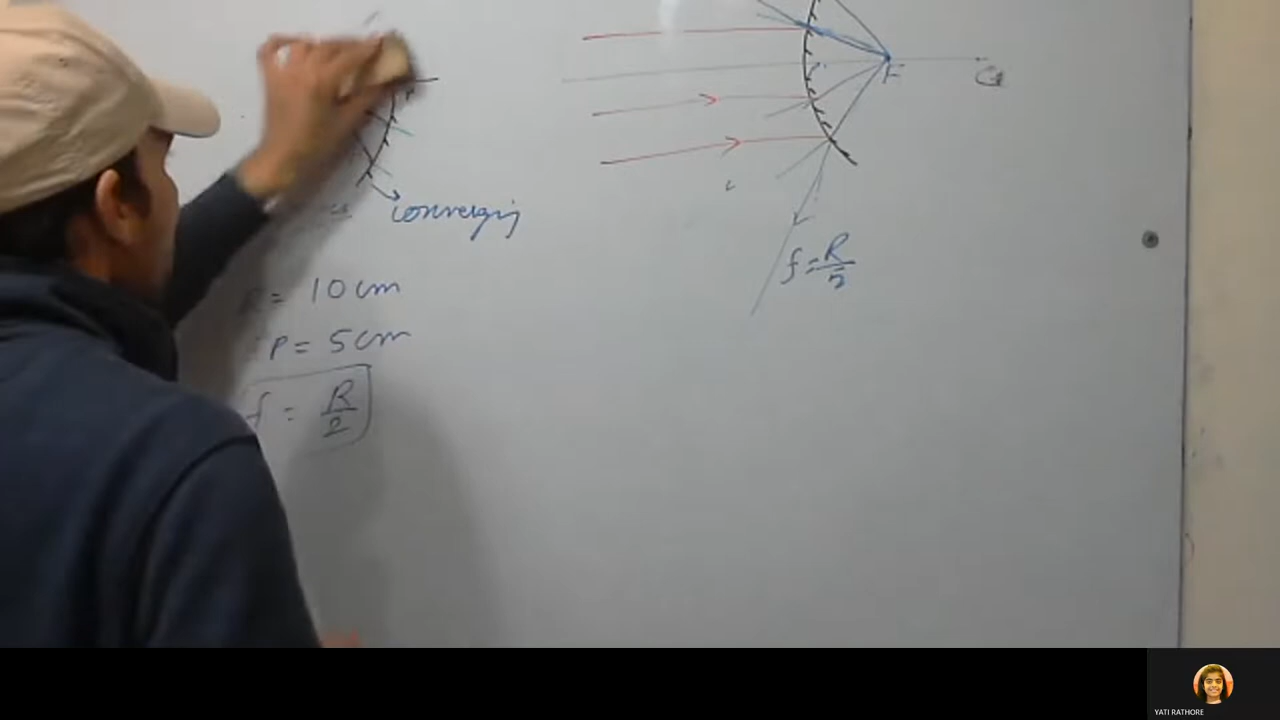 F
converging
R = 10 cm
P = 5 cm
f = R/2
f = R/2
YATI RATHORE